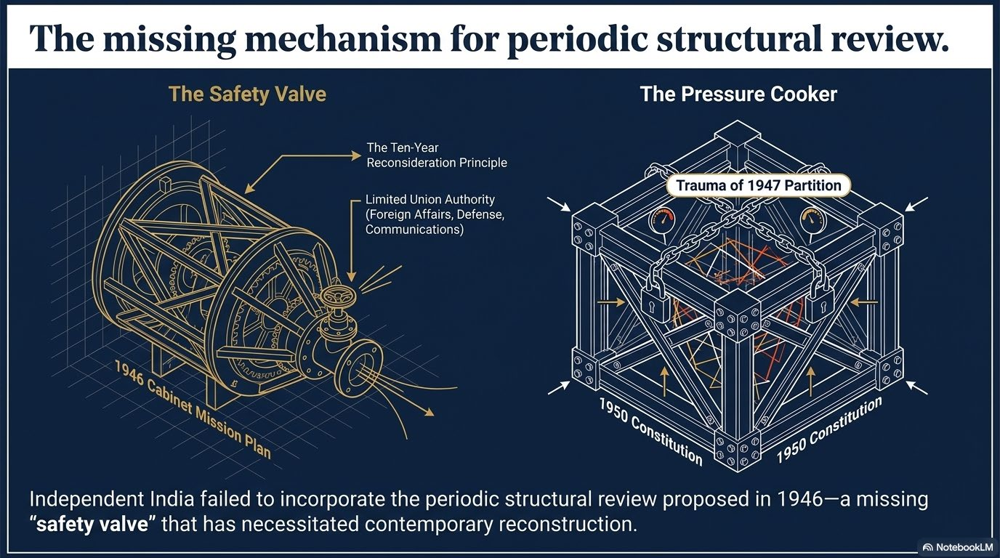 The missing mechanism for periodic structural review.
The Safety Valve
The Ten-Year
Reconsideration Principle
Limited Union Authority
(Foreign Affairs, Defense,
Communications)
1946 Cabinet Mission Plan
The Pressure Cooker
Trauma of 1947 Partition
1950 Constitution
1950 Constitution
Independent India failed to incorporate the periodic structural review proposed in 1946—a missing
“safety valve” that has necessitated contemporary reconstruction.
NotebookLM